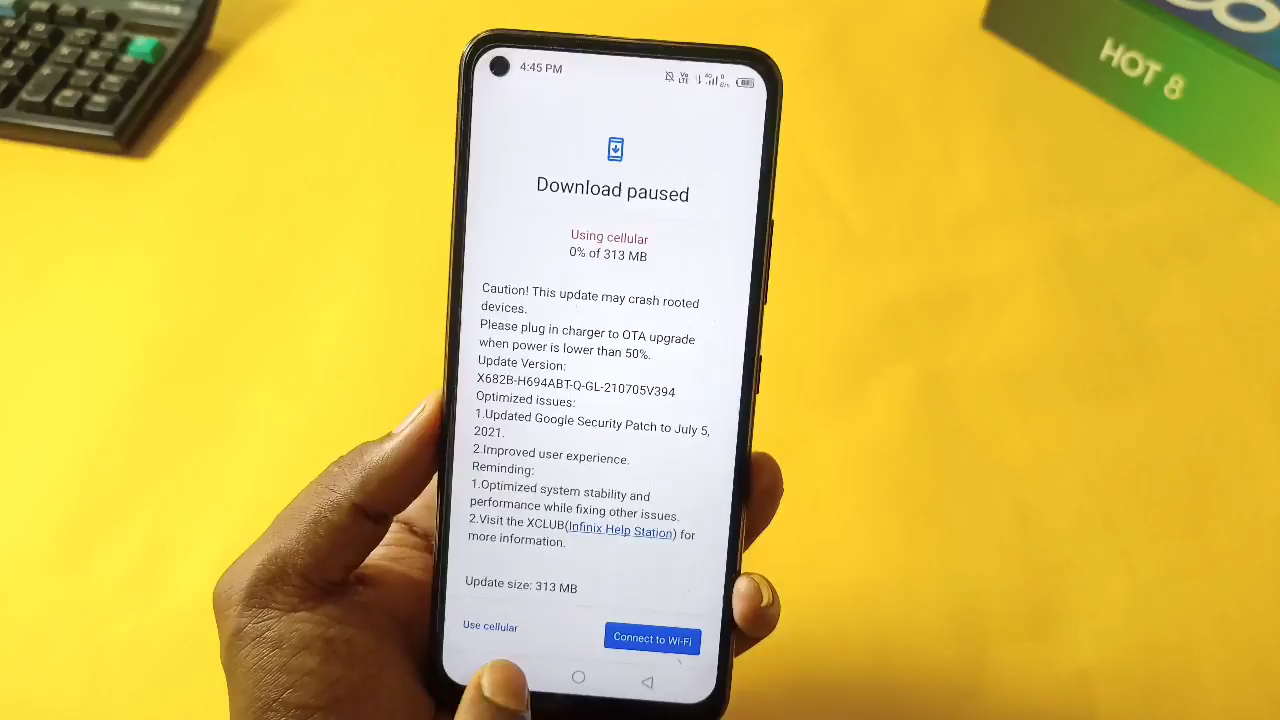 4:45 PM
HOT 8
Download paused
Using cellular
0% of 313 MB
Caution! This update may crash rooted
devices.
Please plug in charger to OTA upgrade
when power is lower than 50%.
Update Version:
X682B-H694ABT-Q-GL-210705V394
Optimized issues:
1.Updated Google Security Patch to July 5,
2021.
2.Improved user experience.
Reminding:
1.Optimized system stability and
performance while fixing other issues.
2.Visit the XCLUB(Infinix Help Station) for
more information.
Update size: 313 MB
Use cellular
Connect to Wi-Fi